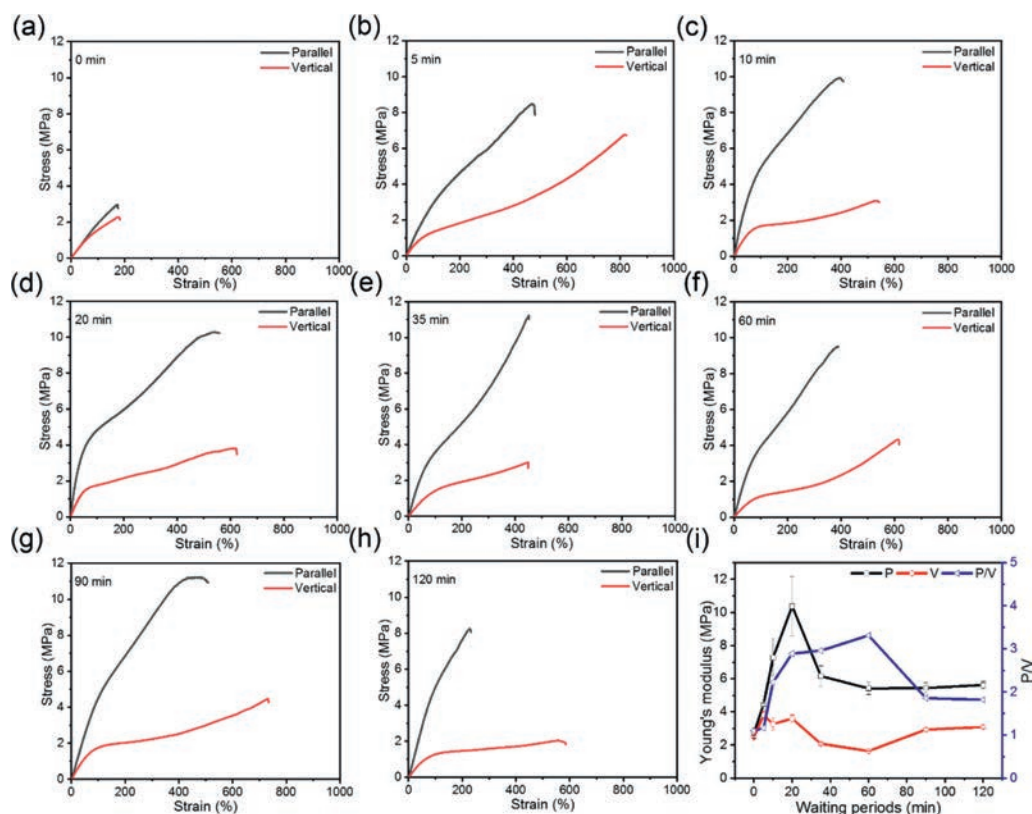 (a)
0 min
Parallel
Vertical
12
10
8
6
4
2
0
Stress (MPa)
0 200 400 600 800 1000
Strain (%)
(b)
5 min
Parallel
Vertical
12
10
8
6
4
2
0
Stress (MPa)
0 200 400 600 800 1000
Strain (%)
(c)
10 min
Parallel
Vertical
12
10
8
6
4
2
0
Stress (MPa)
0 200 400 600 800 1000
Strain (%)
(d)
20 min
Parallel
Vertical
12
10
8
6
4
2
0
Stress (MPa)
0 200 400 600 800 1000
Strain (%)
(e)
35 min
Parallel
Vertical
12
10
8
6
4
2
0
Stress (MPa)
0 200 400 600 800 1000
Strain (%)
(f)
60 min
Parallel
Vertical
12
10
8
6
4
2
0
Stress (MPa)
0 200 400 600 800 1000
Strain (%)
(g)
90 min
Parallel
Vertical
12
10
8
6
4
2
0
Stress (MPa)
0 200 400 600 800 1000
Strain (%)
(h)
120 min
Parallel
Vertical
12
10
8
6
4
2
0
Stress (MPa)
0 200 400 600 800 1000
Strain (%)
(i)
P V P/V
12
10
8
6
4
2
0
Young's modulus (MPa)
5
4
3
2
1
0
P/V
0 20 40 60 80 100 120
Waiting periods (min)